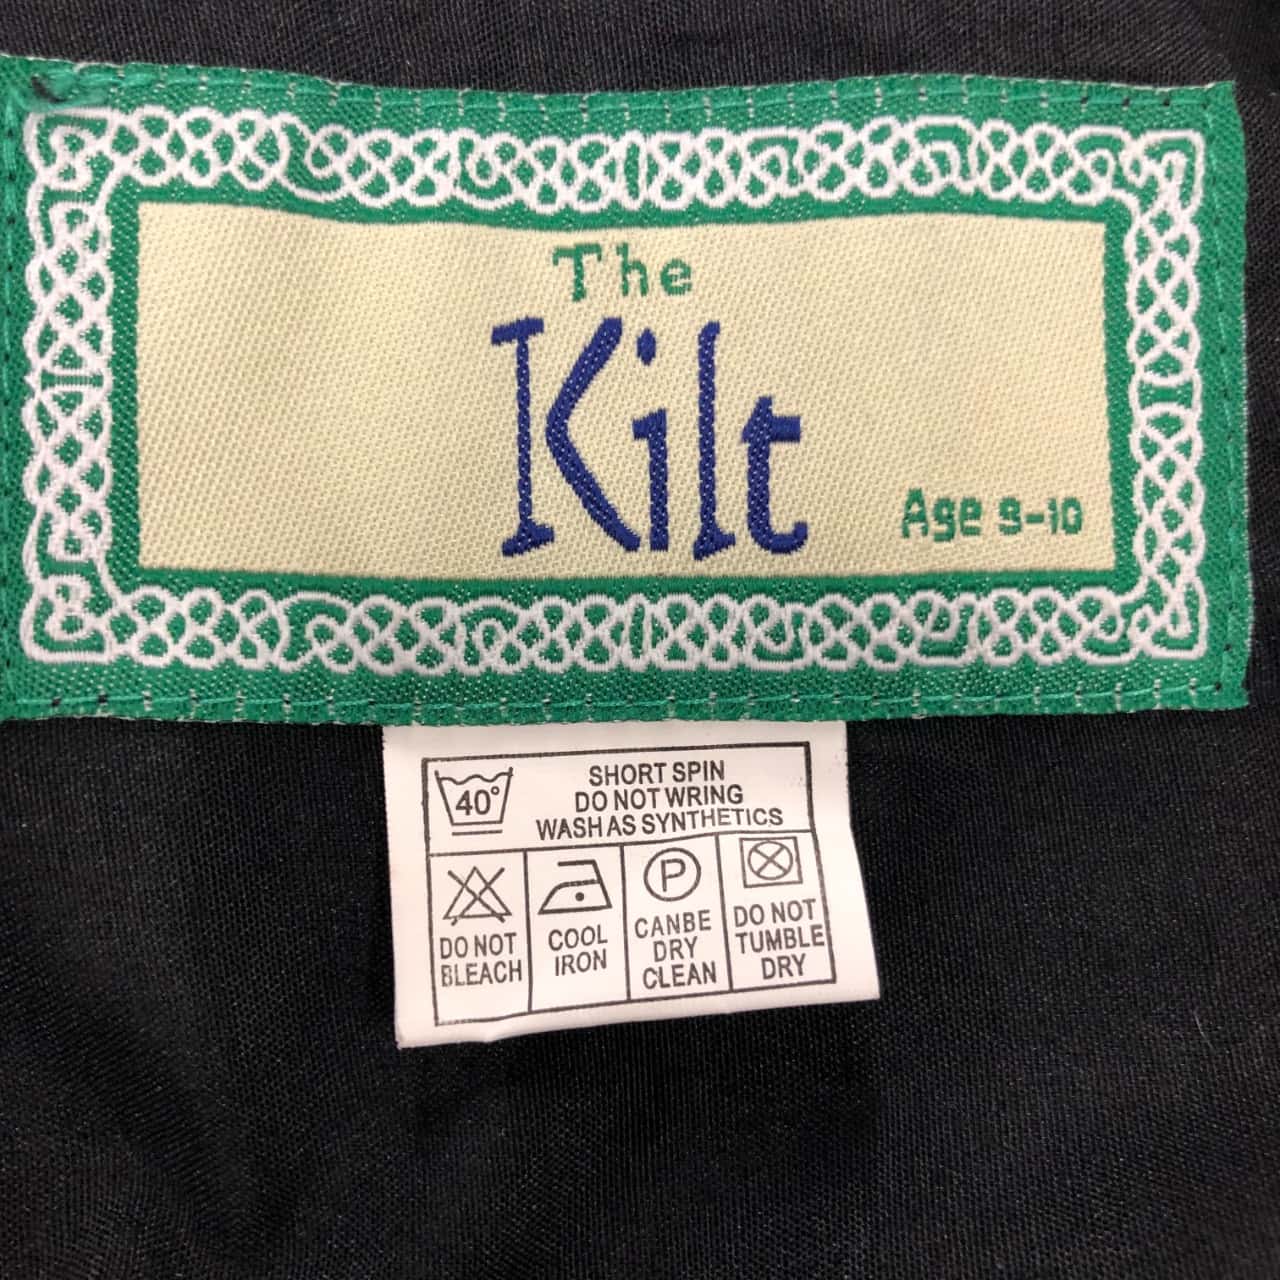 The
Kilt
Age 9-10
40°
SHORT SPIN
DO NOT WRING
WASH AS SYNTHETICS
DO NOT
BLEACH
COOL
IRON
P
CANBE
DRY
CLEAN
DO NOT
TUMBLE
DRY